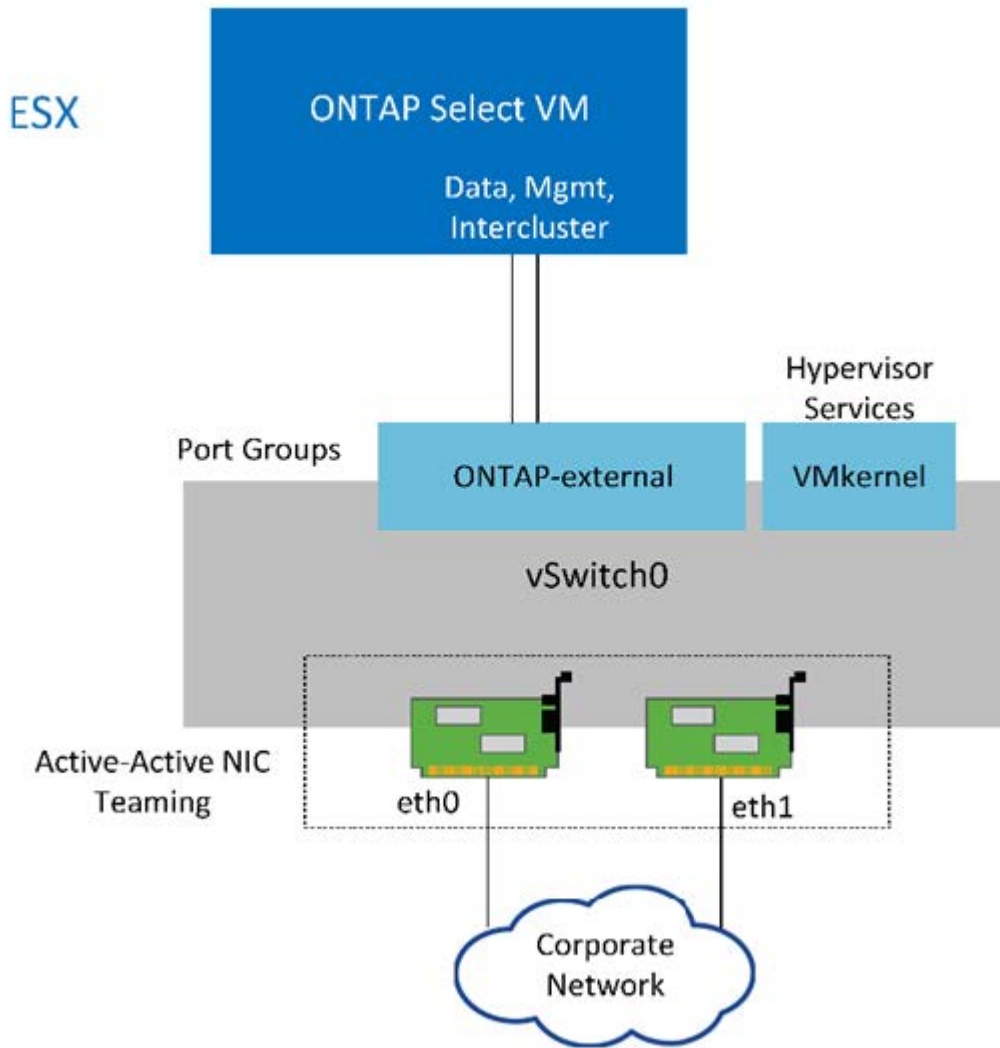 ESX
ONTAP Select VM
Data, Mgmt,
Intercluster
Hypervisor
Services
Port Groups
ONTAP-external
VMkernel
vSwitch0
Active-Active NIC
Teaming
eth0
eth1
Corporate
Network